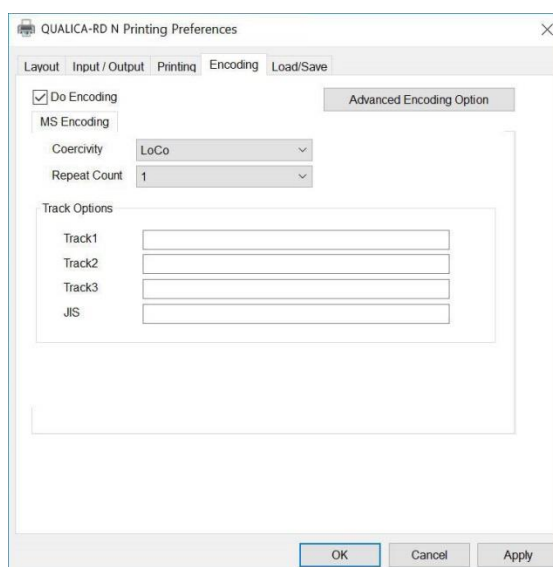 QUALICA-RD N Printing Preferences
Layout Input / Output Printing Encoding Load/Save
Do Encoding Advanced Encoding Option
MS Encoding
Coercivity LoCo
Repeat Count 1
Track Options
Track1
Track2
Track3
JIS
OK Cancel Apply